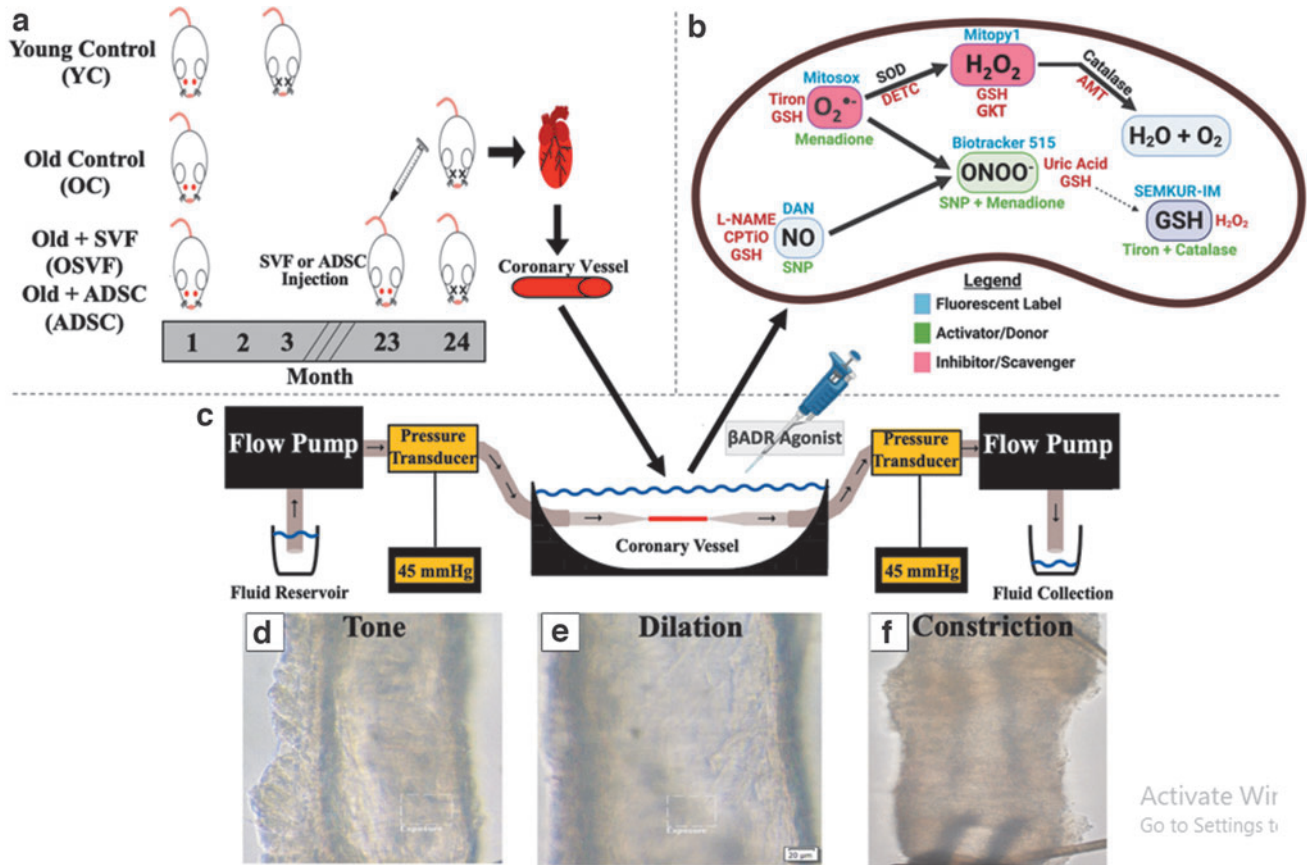 a
Young Control
(YC)
Old Control
(OC)
Old + SVF
(OSVF)
Old + ADSC
(ADSC)
SVF or ADSC
Injection
1 2 3 23 24
Month
Coronary Vessel
b
Mitosox
Tiron
GSH
O₂•-
Menadione
SOD
DETC
Mitopy1
H₂O₂
GSH
GKT
Catalase
AMT
H₂O + O₂
Biotracker 515
ONOO⁻
Uric Acid
GSH
SNP + Menadione
SEMKUR-IM
GSH
H₂O₂
Tiron + Catalase
L-NAME
CPTiO
GSH
DAN
NO
SNP
Legend
Fluorescent Label
Activator/Donor
Inhibitor/Scavenger
c
Flow Pump
Pressure
Transducer
45 mmHg
Fluid Reservoir
βADR Agonist
Coronary Vessel
Pressure
Transducer
45 mmHg
Flow Pump
Fluid Collection
d
Tone
Exposure
e
Dilation
Exposure
20 µm
f
Constriction
Activate Wir
Go to Settings t